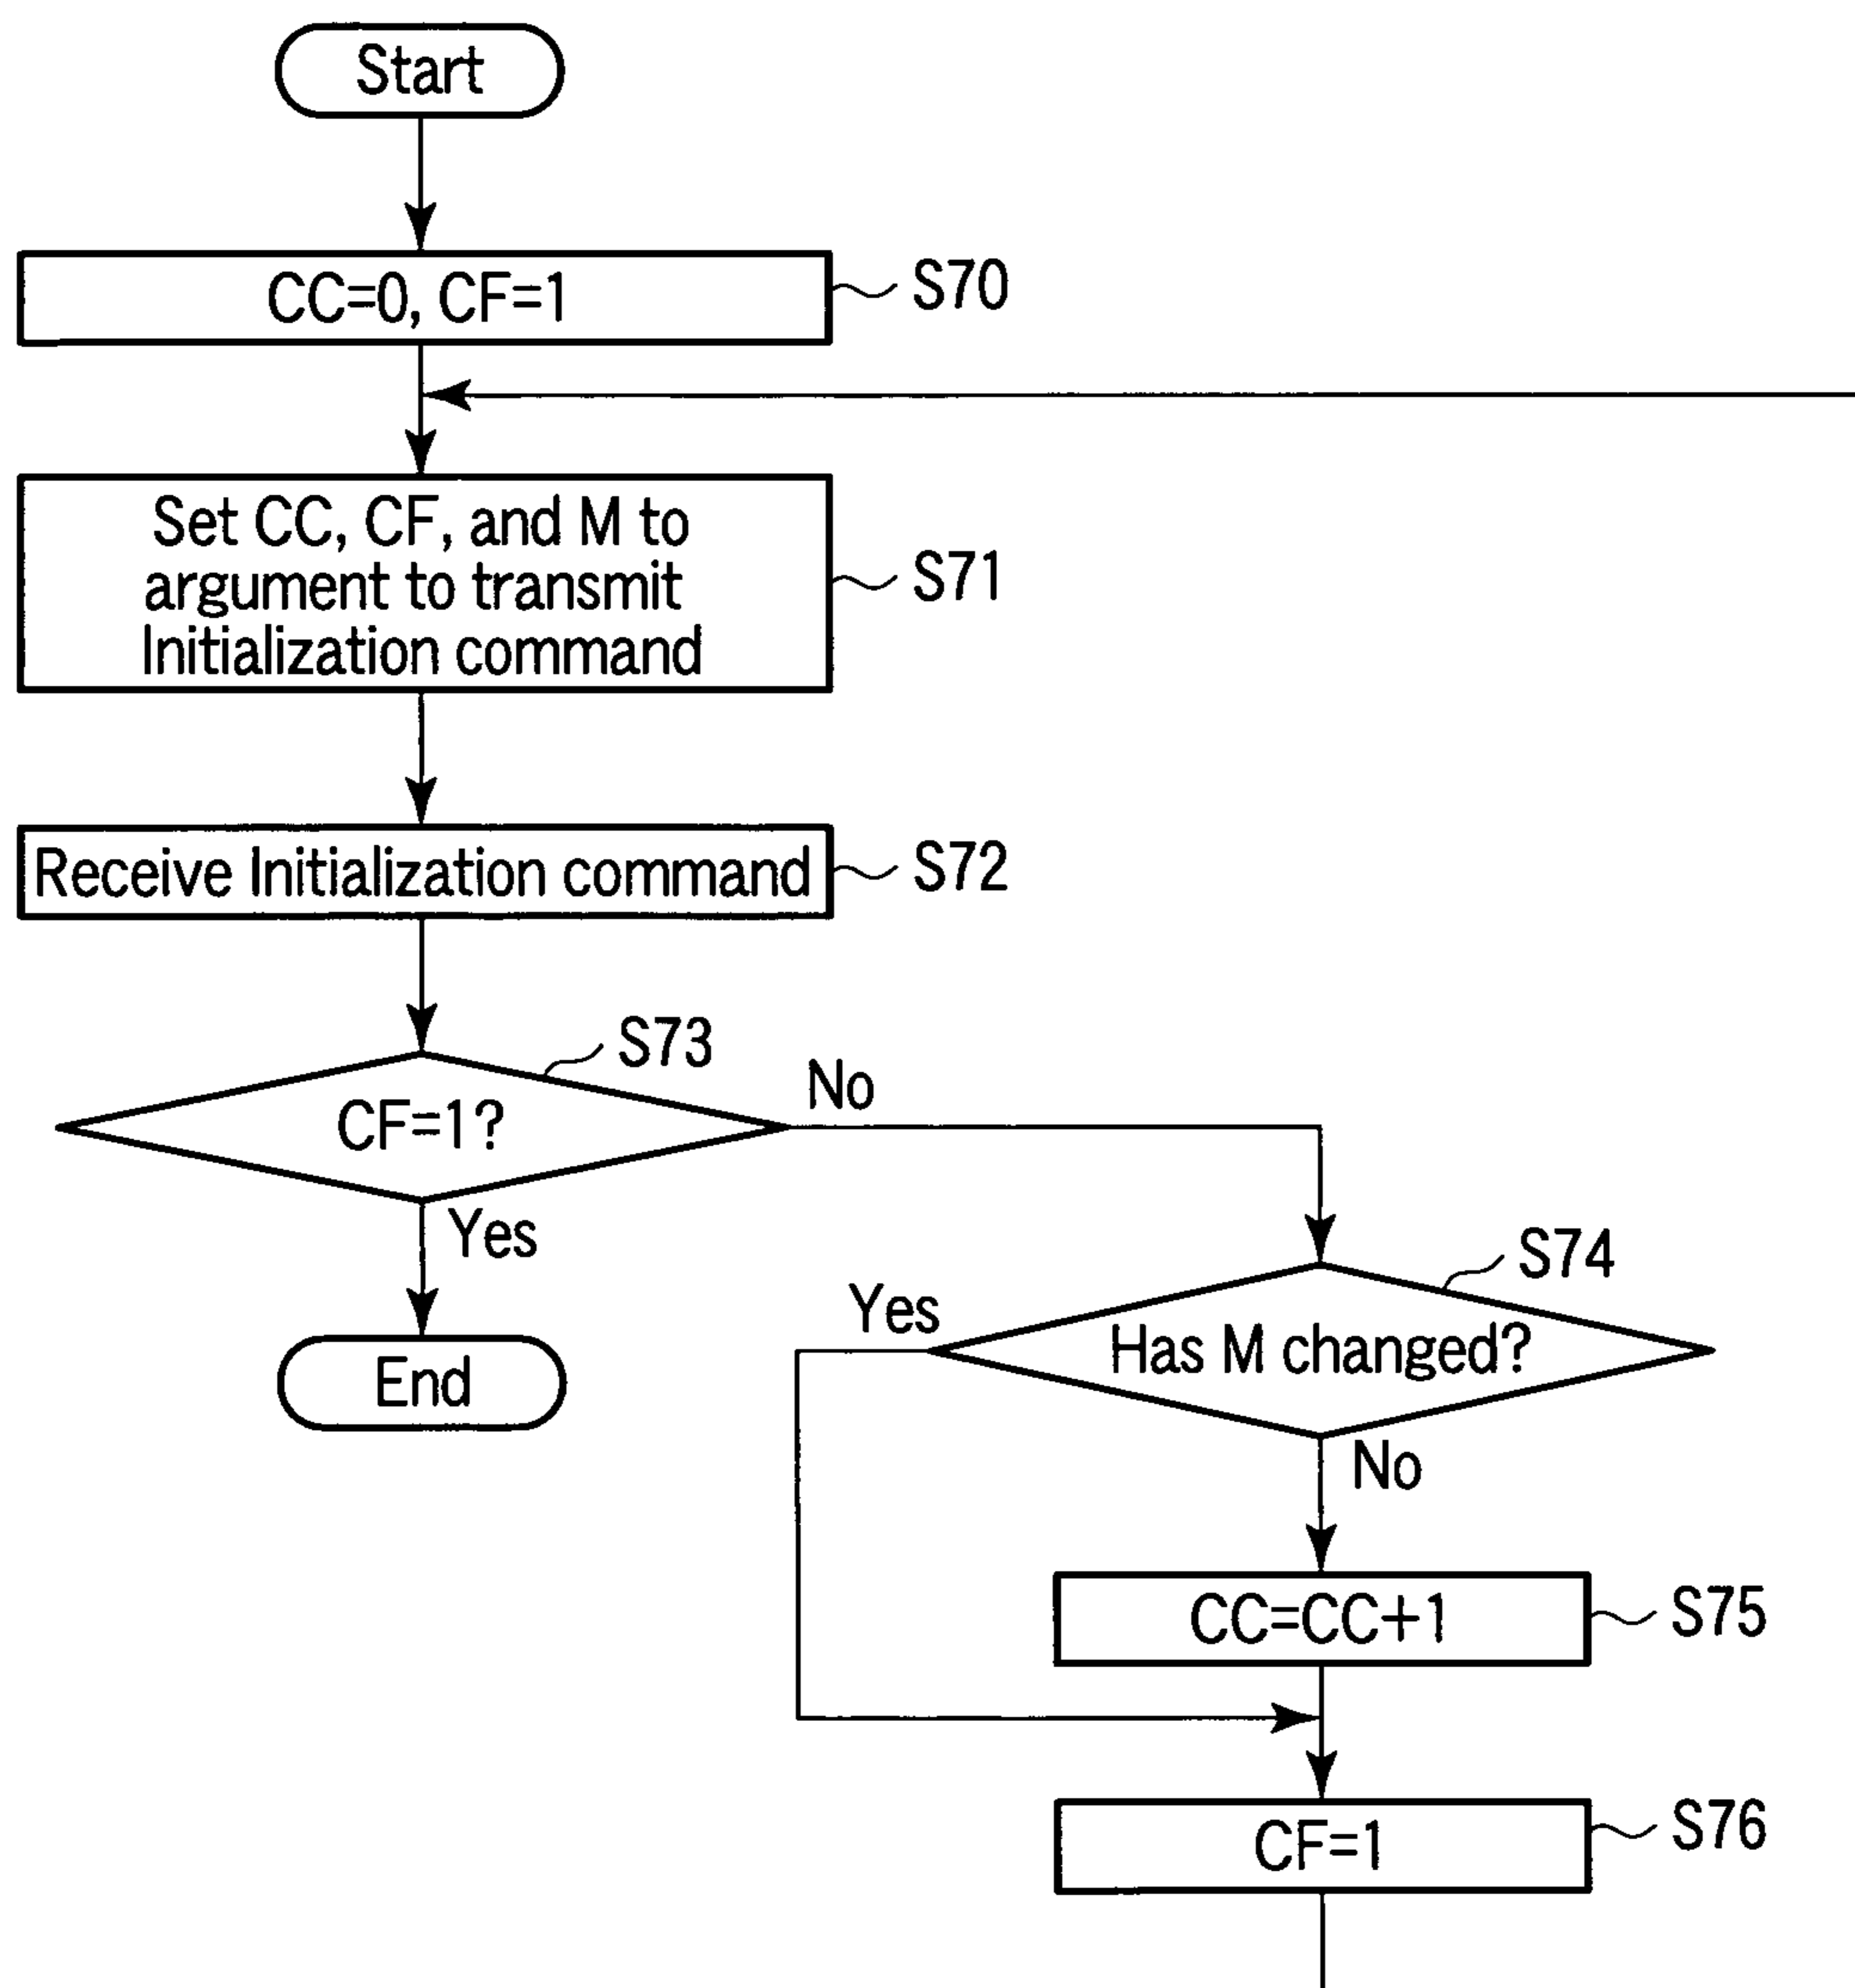 Start
CC=0, CF=1
S70
Set CC, CF, and M to
argument to transmit
Initialization command
S71
Receive Initialization command
S72
S73
CF=1?
No
Yes
End
S74
Has M changed?
Yes
No
CC=CC+1
S75
CF=1
S76